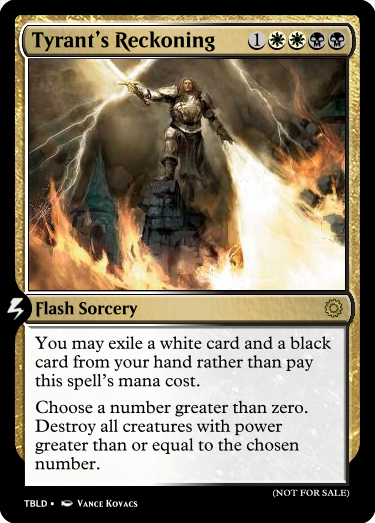 Tyrant's Reckoning 1
Flash Sorcery
You may exile a white card and a black
card from your hand rather than pay
this spell's mana cost.
Choose a number greater than zero.
Destroy all creatures with power
greater than or equal to the chosen
number.
(NOT FOR SALE)
TBLD • Vance Kovacs